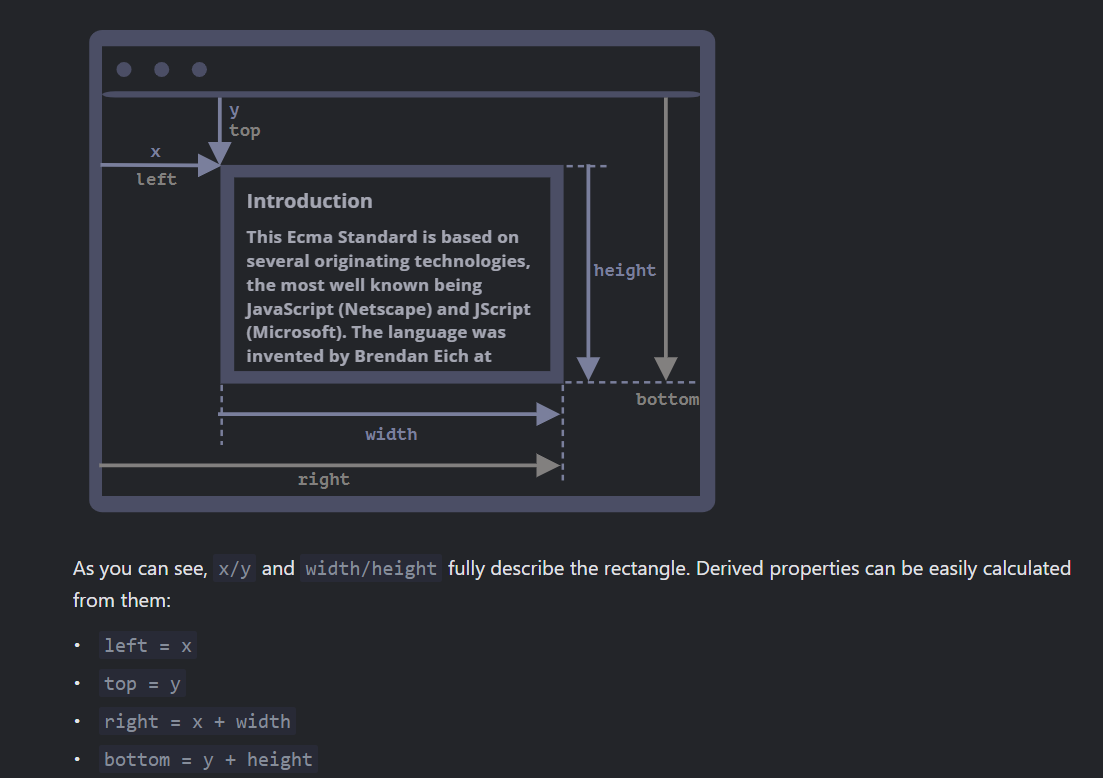 y
top
x
left
Introduction
This Ecma Standard is based on
several originating technologies,
the most well known being
JavaScript (Netscape) and JScript
(Microsoft). The language was
invented by Brendan Eich at
height
bottom
width
right
As you can see, x/y and width/height fully describe the rectangle. Derived properties can be easily calculated
from them:
• left = x
• top = y
• right = x + width
• bottom = y + height